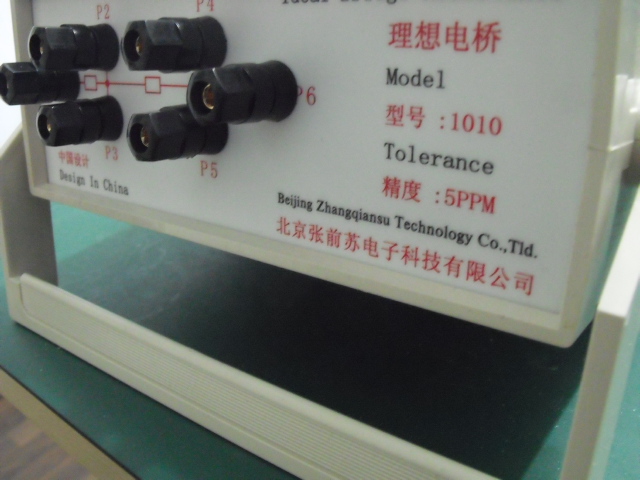 P2
P4
理想电桥
Model
P6
型号 :1010
Tolerance
P3
P5
精度 :5PPM
中国设计
Design In China
Beijing Zhangqiansu Technology Co.,Tld.
北京张前苏电子科技有限公司